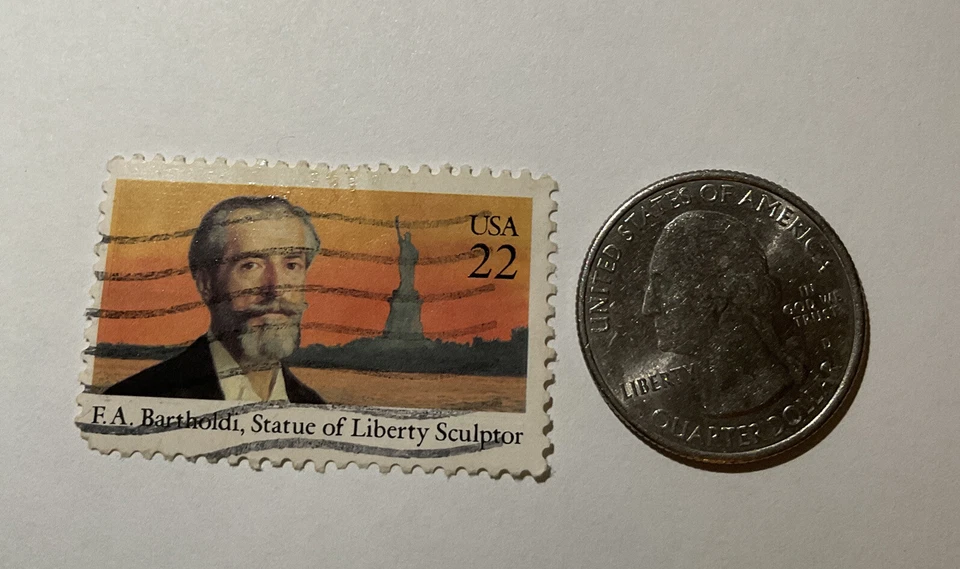 USA
22
F.A. Bartholdi, Statue of Liberty Sculptor
UNITED STATES OF AMERICA
IN
GOD WE
TRUST
LIBERTY
P
QUARTER DOLLAR